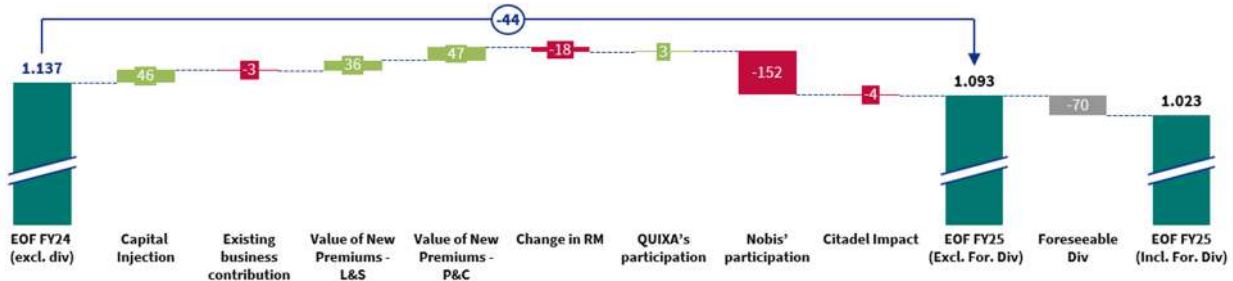 -44
1.137
46
-3
36
47
-18
3
-152
-4
1.093
-70
1.023
EOF FY24
(excl. div)
Capital
Injection
Existing
business
contribution
Value of New
Premiums -
L&S
Value of New
Premiums -
P&C
Change in RM
QUIXA's
participation
Nobis'
participation
Citadel Impact
EOF FY25
(Excl. For. Div)
Foreseeable
Div
EOF FY25
(Incl. For. Div)